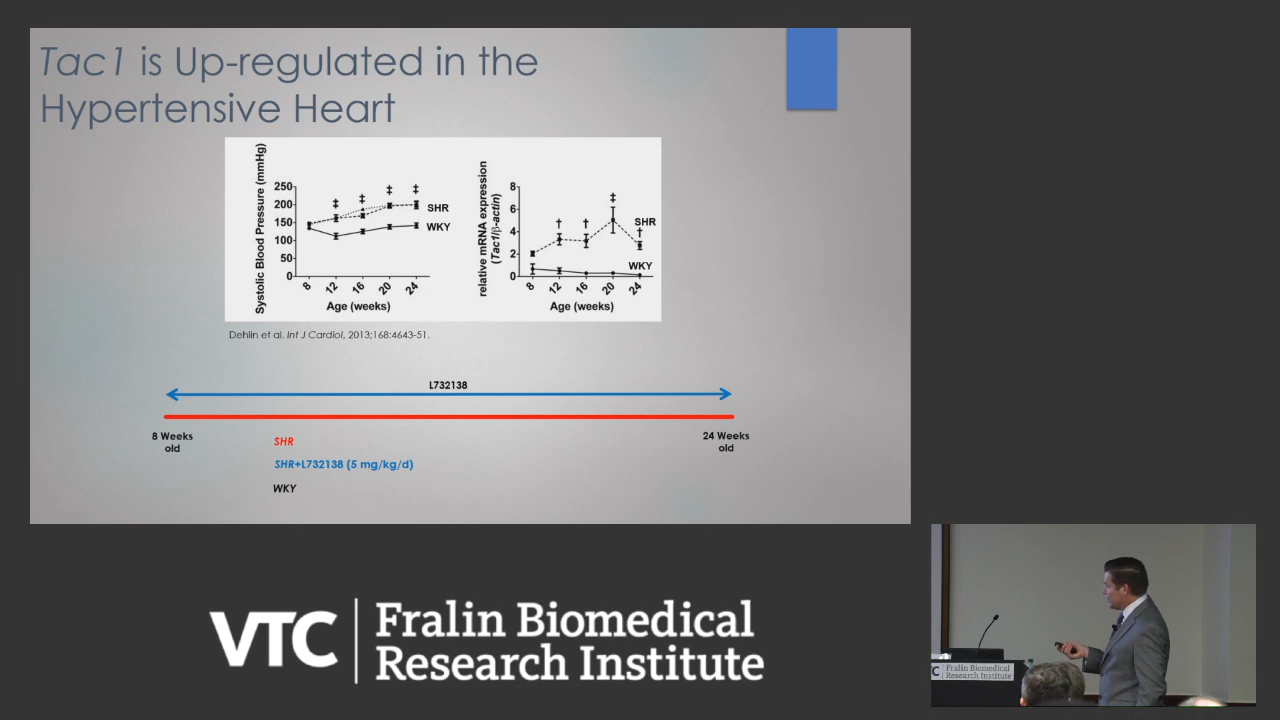 Tac1 is Up-regulated in the
Hypertensive Heart
Systolic Blood Pressure (mmHg)
250
200
150
100
50
0
‡ ‡ ‡ ‡
SHR
WKY
8 12 16 20 24
Age (weeks)
relative mRNA expression
(Tac1/β-actin)
8
6
4
2
0
† † ‡ †
SHR
WKY
8 12 16 20 24
Age (weeks)
Dehlin et al. Int J Cardiol, 2013;168:4643-51.
L732138
8 Weeks
old
24 Weeks
old
SHR
SHR+L732138 (5 mg/kg/d)
WKY
VTC
Fralin Biomedical
Research Institute
C
Fralin Biomedical
Research Institute